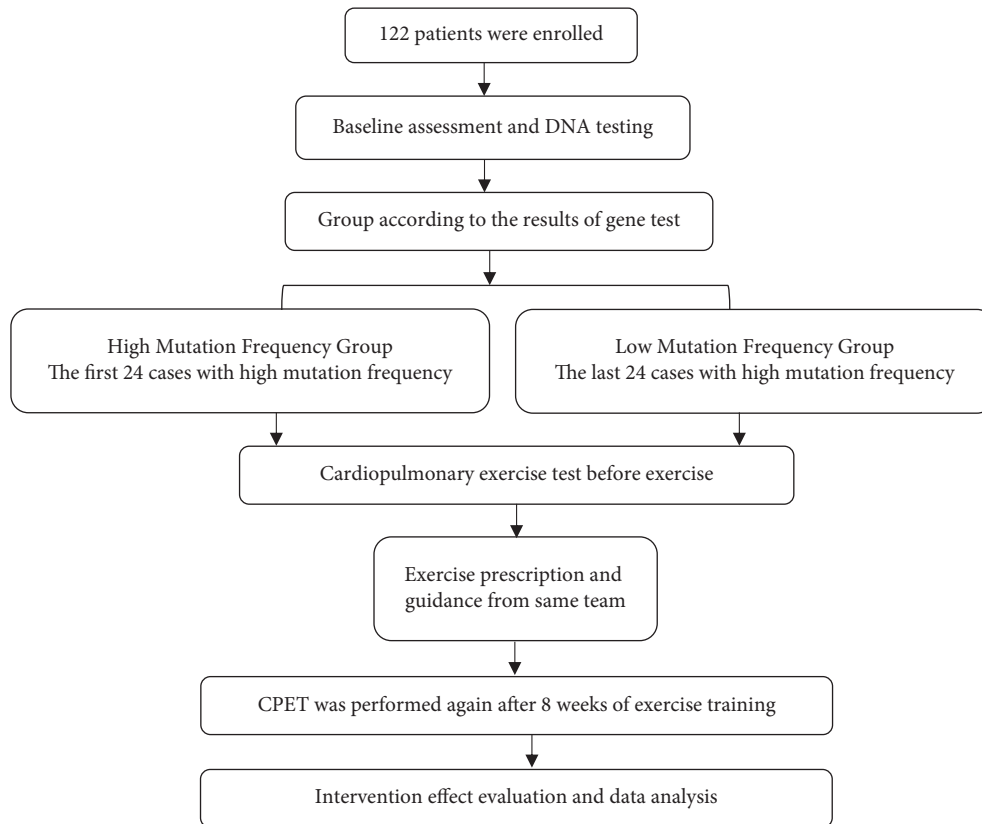 122 patients were enrolled
Baseline assessment and DNA testing
Group according to the results of gene test
High Mutation Frequency Group
The first 24 cases with high mutation frequency
Low Mutation Frequency Group
The last 24 cases with high mutation frequency
Cardiopulmonary exercise test before exercise
Exercise prescription and
guidance from same team
CPET was performed again after 8 weeks of exercise training
Intervention effect evaluation and data analysis